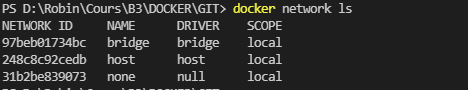 PS D:\Robin\Cours\B3\DOCKER\GIT> docker network ls
NETWORK ID     NAME      DRIVER    SCOPE
97beb01734bc   bridge    bridge    local
248c8c92cedb   host      host      local
31b2be839073   none      null      local